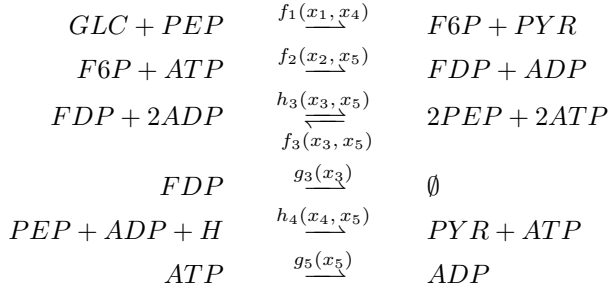 GLC + PEP f₁(x₁, x₄) ⇀ F6P + PYR
F6P + ATP f₂(x₂, x₅) ⇀ FDP + ADP
FDP + 2ADP h₃(x₃, x₅) ⇌ f₃(x₃, x₅) 2PEP + 2ATP
FDP g₃(x₃) ⇀ ∅
PEP + ADP + H h₄(x₄, x₅) ⇀ PYR + ATP
ATP g₅(x₅) ⇀ ADP